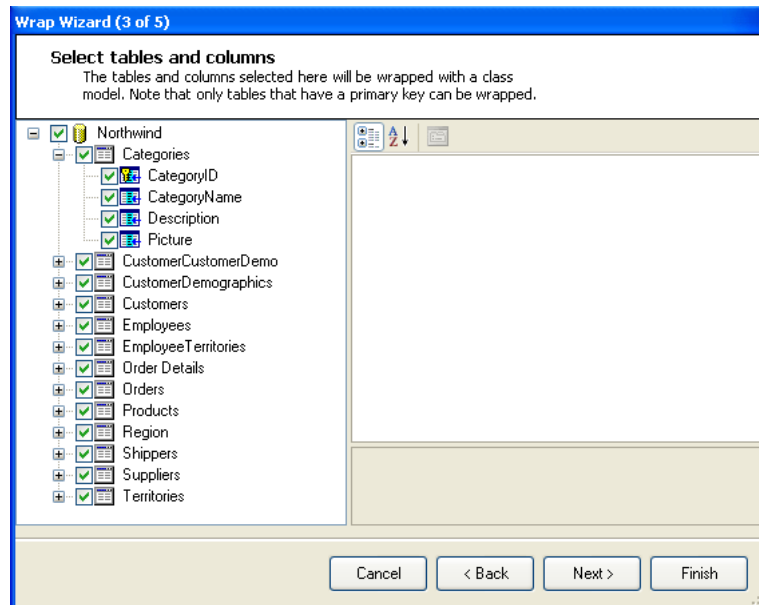 Wrap Wizard (3 of 5)
Select tables and columns
The tables and columns selected here will be wrapped with a class
model. Note that only tables that have a primary key can be wrapped.
Northwind
Categories
CategoryID
CategoryName
Description
Picture
CustomerCustomerDemo
CustomerDemographics
Customers
Employees
EmployeeTerritories
Order Details
Orders
Products
Region
Shippers
Suppliers
Territories
A
Z
Cancel
< Back
Next >
Finish